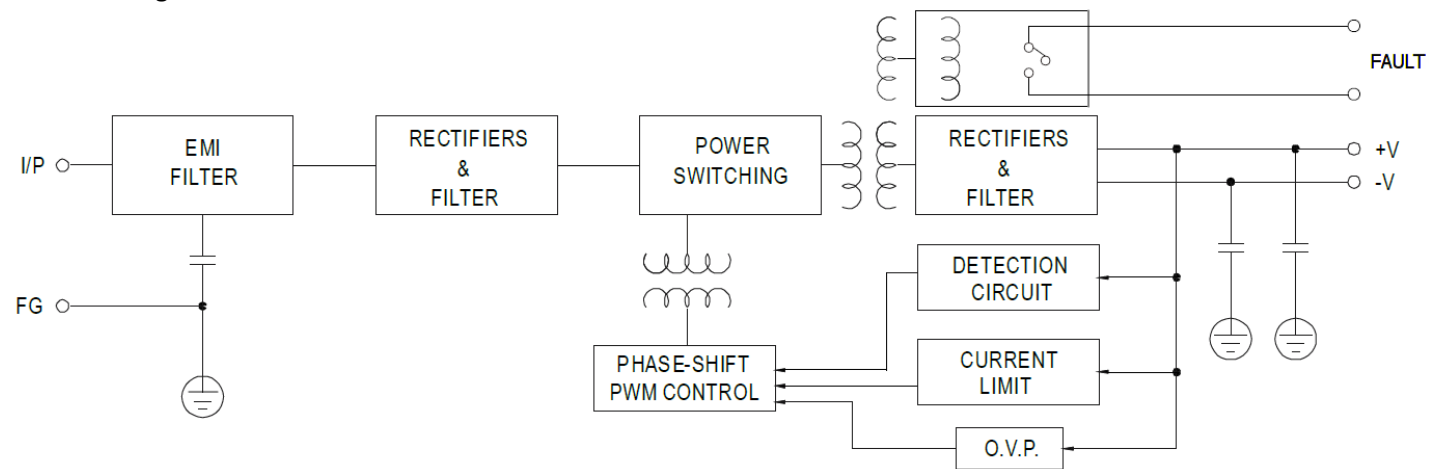 FAULT
I/P
EMI
FILTER
RECTIFIERS
&
FILTER
POWER
SWITCHING
RECTIFIERS
&
FILTER
+V
-V
FG
DETECTION
CIRCUIT
PHASE-SHIFT
PWM CONTROL
CURRENT
LIMIT
O.V.P.